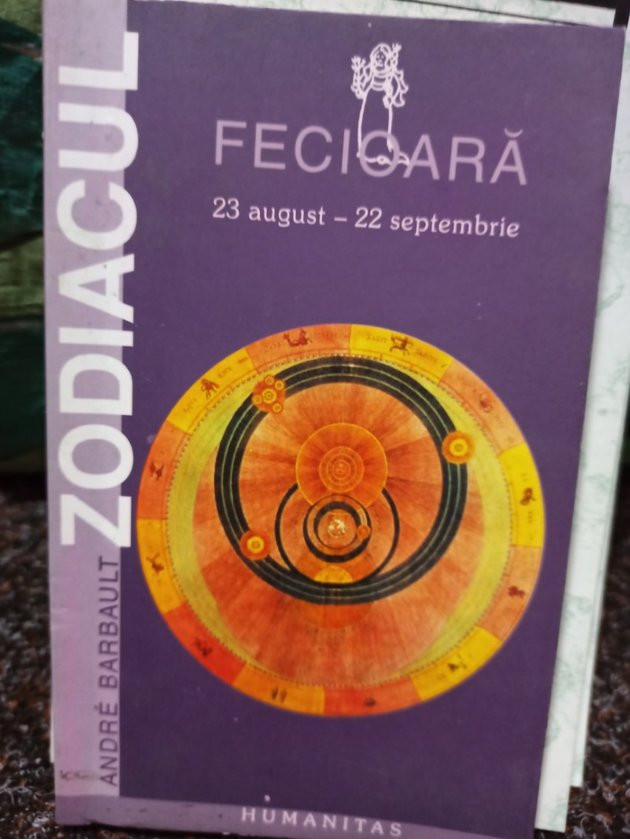 ZODIACUL
ANDRÉ BARBAULT
FECIOARĂ
23 august – 22 septembrie
HUMANITAS